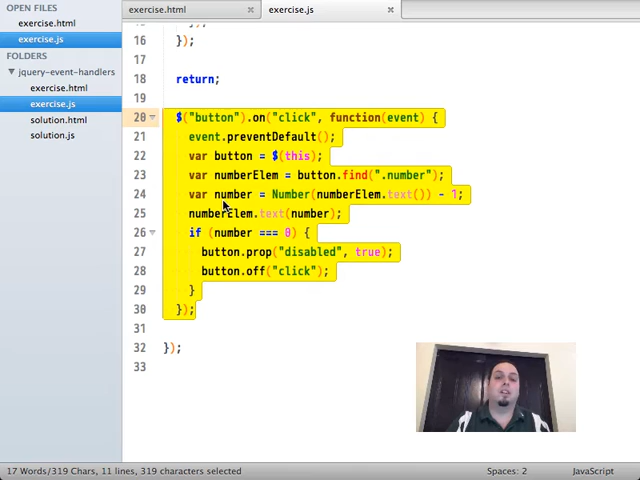 OPEN FILES
exercise.html
exercise.js
FOLDERS
jquery-event-handlers
exercise.html
exercise.js
solution.html
solution.js
exercise.html
exercise.js
16 });
17
18 return;
19
20 $("button").on("click", function(event) {
21 event.preventDefault();
22 var button = $(this);
23 var numberElem = button.find(".number");
24 var number = Number(numberElem.text()) - 1;
25 numberElem.text(number);
26 if (number === 0) {
27 button.prop("disabled", true);
28 button.off("click");
29 }
30 });
31
32 });
33
17 Words/319 Chars, 11 lines, 319 characters selected
Spaces: 2
JavaScript